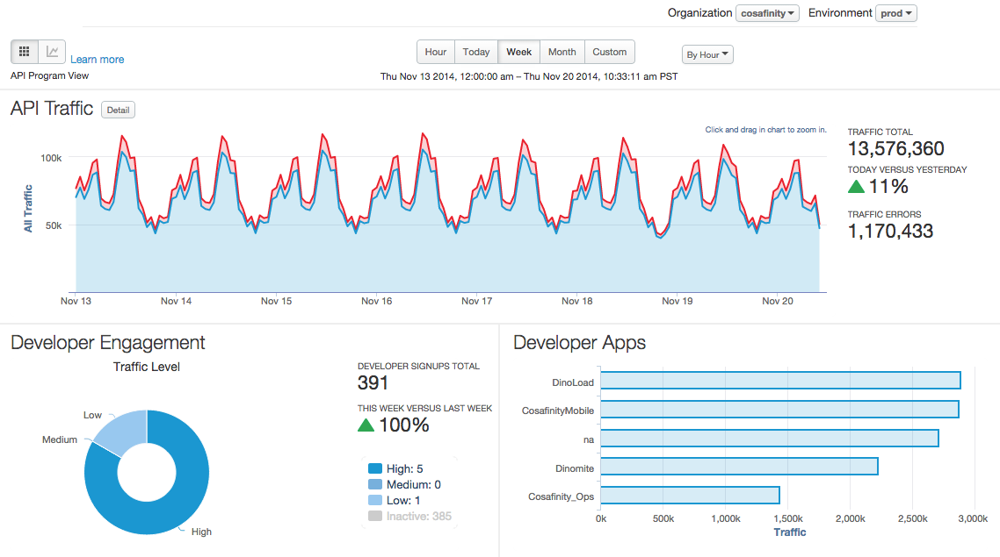 Organization cosafinity Environment prod
Learn more
Hour Today Week Month Custom
By Hour
API Program View
Thu Nov 13 2014, 12:00:00 am – Thu Nov 20 2014, 10:33:11 am PST
API Traffic Detail
Click and drag in chart to zoom in.
100k
50k
All Traffic
Nov 13 Nov 14 Nov 15 Nov 16 Nov 17 Nov 18 Nov 19 Nov 20
TRAFFIC TOTAL
13,576,360
TODAY VERSUS YESTERDAY
11%
TRAFFIC ERRORS
1,170,433
Developer Engagement
Traffic Level
Low
Medium
High
DEVELOPER SIGNUPS TOTAL
391
THIS WEEK VERSUS LAST WEEK
100%
High: 5
Medium: 0
Low: 1
Inactive: 385
Developer Apps
DinoLoad
CosafinityMobile
na
Dinomite
Cosafinity_Ops
0k 500k 1,000k 1,500k 2,000k 2,500k 3,000k
Traffic